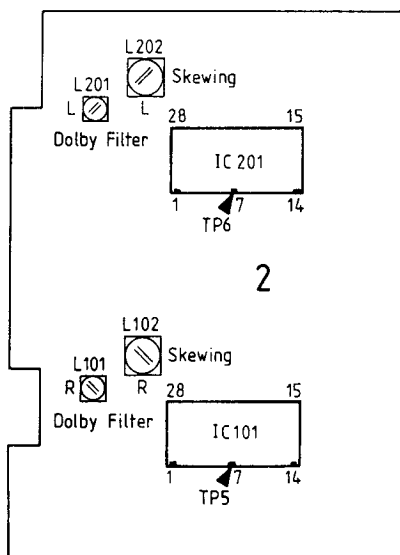 L202
Skewing
L201
L
L
Dolby Filter
28
15
IC 201
1
7
14
TP6
2
L102
Skewing
L101
R
R
Dolby Filter
28
15
IC101
1
7
14
TP5